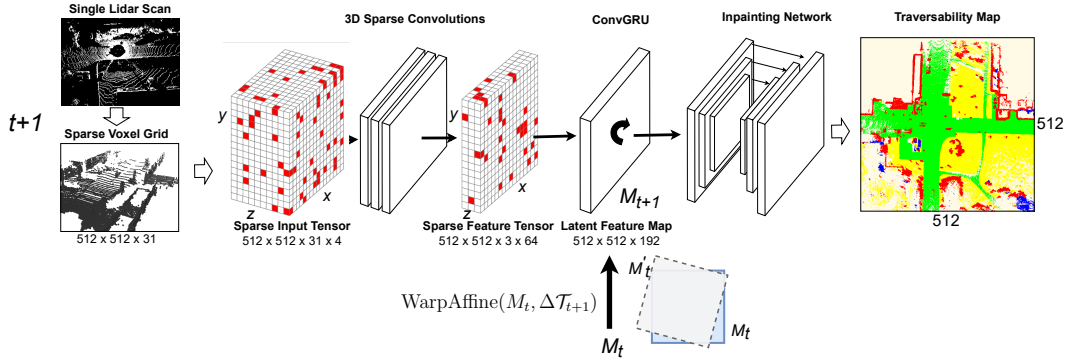 Single Lidar Scan
3D Sparse Convolutions
ConvGRU
Inpainting Network
Traversability Map
t+1
Sparse Voxel Grid
512 x 512 x 31
y
z
x
Sparse Input Tensor
512 x 512 x 31 x 4
y
z
x
Sparse Feature Tensor
512 x 512 x 3 x 64
M_{t+1}
Latent Feature Map
512 x 512 x 192
512
512
WarpAffine(M_t, Δ𝒯_{t+1})
M_t
M'_t
M_t